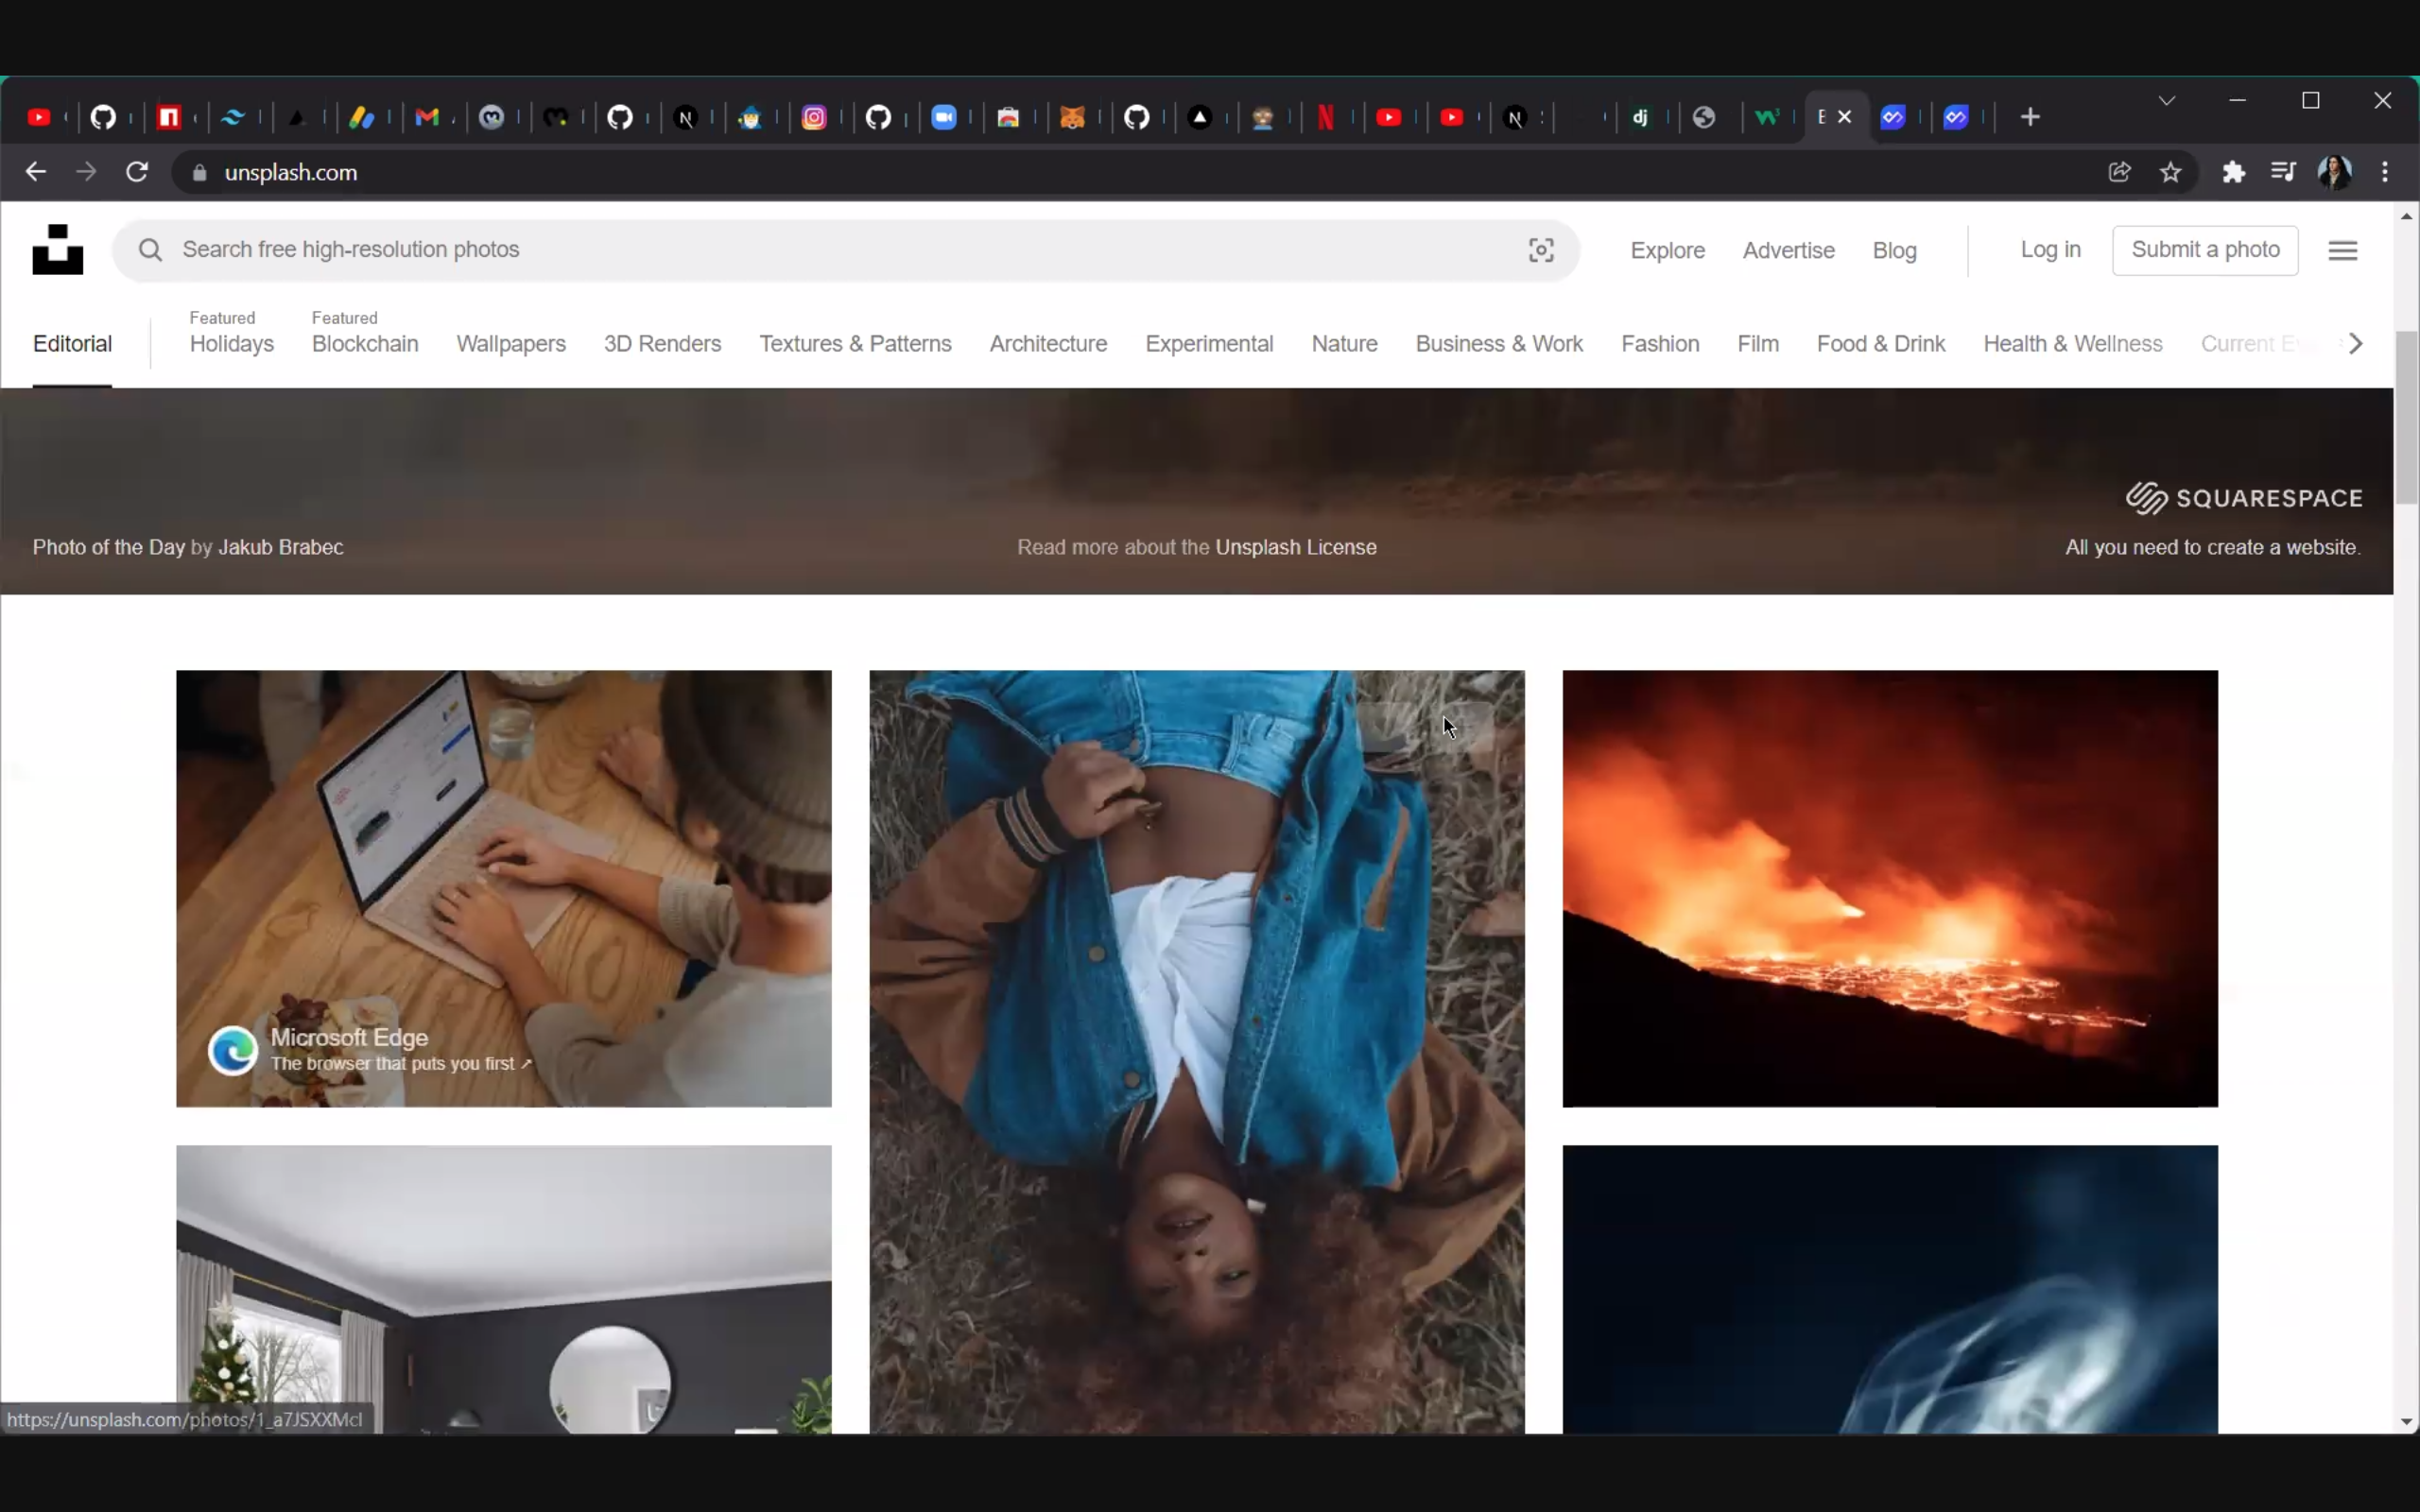 E
unsplash.com
Search free high-resolution photos
Explore
Advertise
Blog
Log in
Submit a photo
Editorial
Featured
Holidays
Featured
Blockchain
Wallpapers
3D Renders
Textures & Patterns
Architecture
Experimental
Nature
Business & Work
Fashion
Film
Food & Drink
Health & Wellness
Current E
SQUARESPACE
Photo of the Day by Jakub Brabec
Read more about the Unsplash License
All you need to create a website.
Microsoft Edge
The browser that puts you first ↗
https://unsplash.com/photos/1_a7JSXXMcI